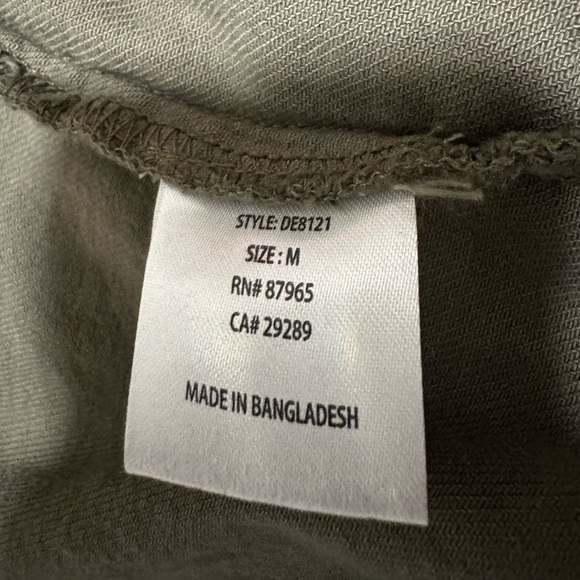 STYLE: DE8121
SIZE : M
RN# 87965
CA# 29289
MADE IN BANGLADESH